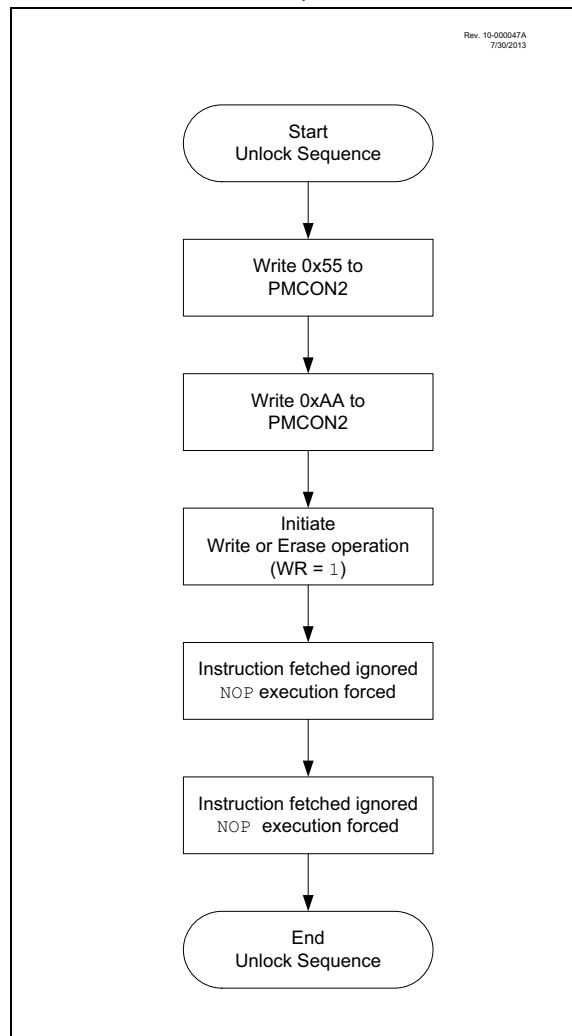 Rev. 10-000047A
7/30/2013
Start
Unlock Sequence
Write 0x55 to
PMCON2
Write 0xAA to
PMCON2
Initiate
Write or Erase operation
(WR = 1)
Instruction fetched ignored
NOP execution forced
Instruction fetched ignored
NOP execution forced
End
Unlock Sequence